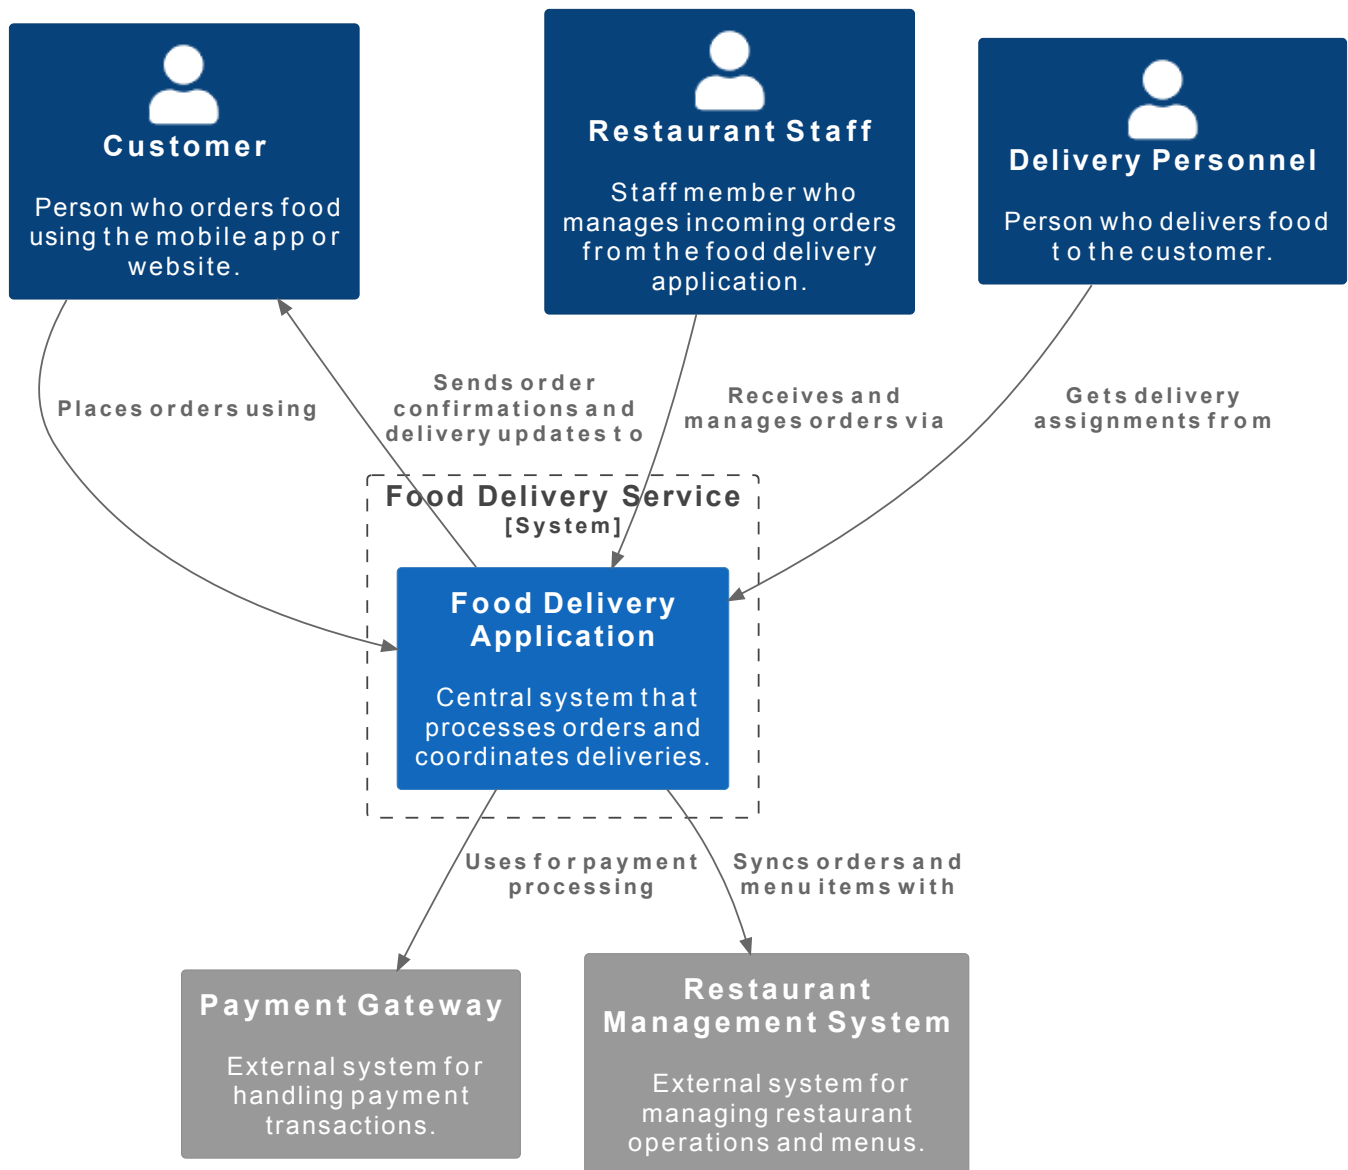 Customer
Person who orders food
using the mobile app or
website.
Restaurant Staff
Staff member who
manages incoming orders
from the food delivery
application.
Delivery Personnel
Person who delivers food
to the customer.
Places orders using
Sends order
confirmations and
delivery updates to
Receives and
manages orders via
Gets delivery
assignments from
Food Delivery Service
[System]
Food Delivery
Application
Central system that
processes orders and
coordinates deliveries.
Uses for payment
processing
Syncs orders and
menu items with
Payment Gateway
External system for
handling payment
transactions.
Restaurant
Management System
External system for
managing restaurant
operations and menus.